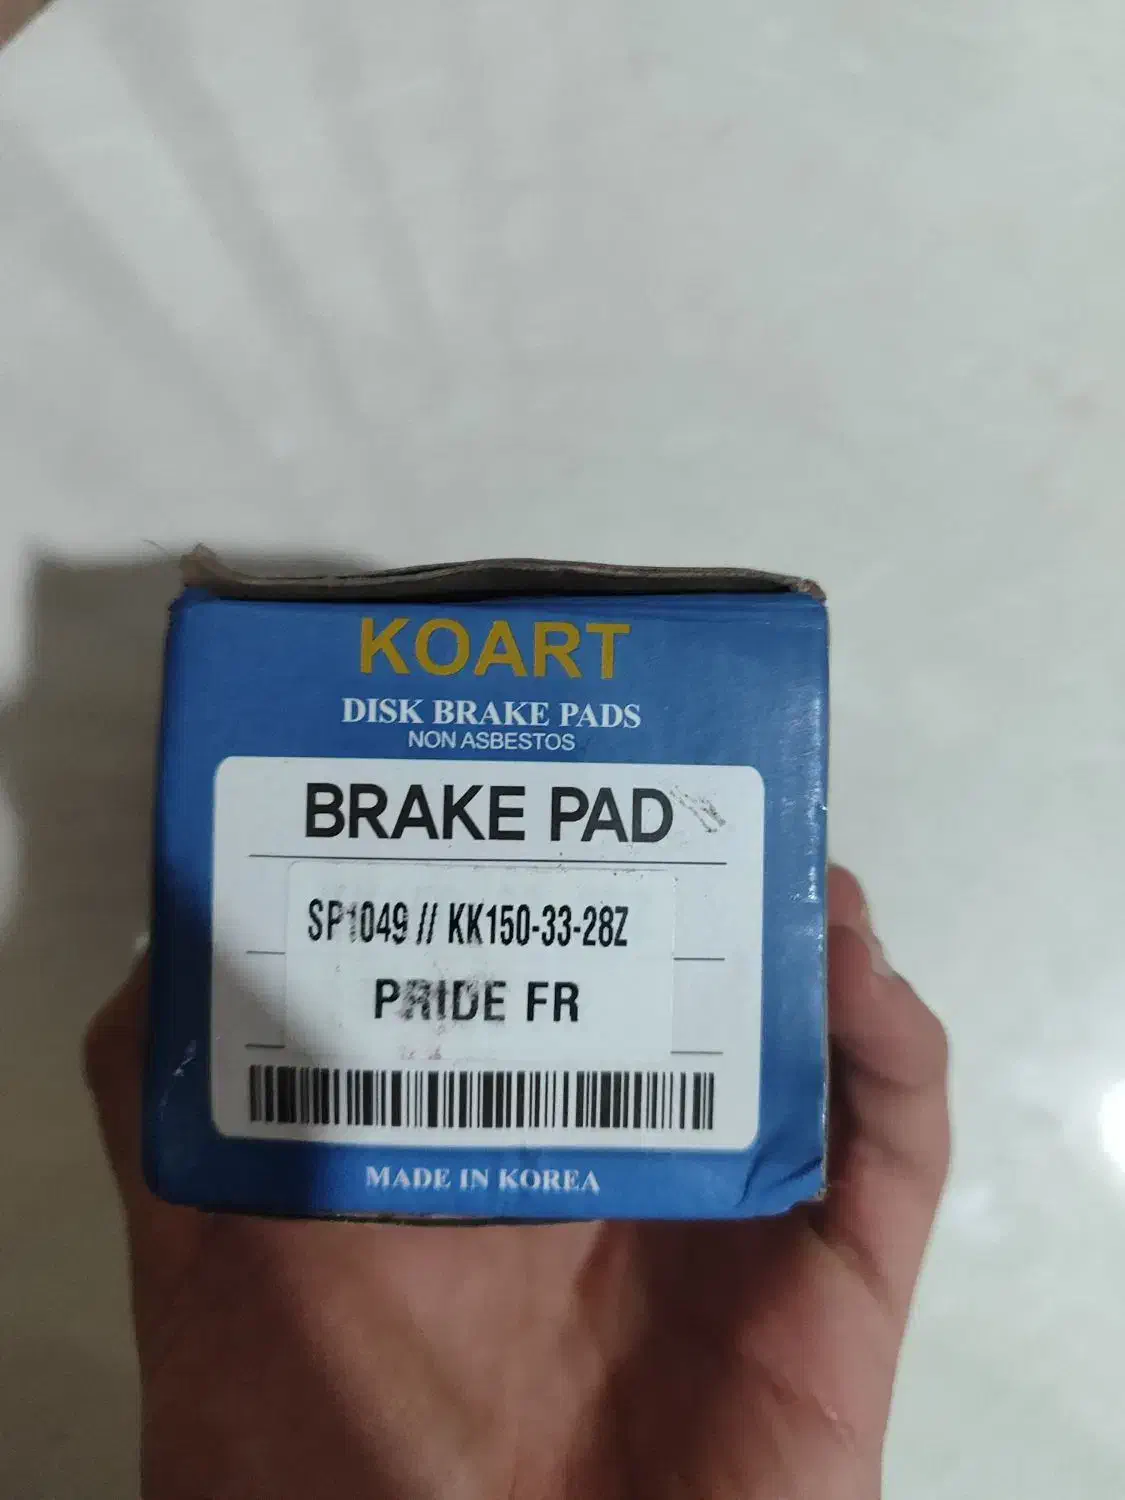 KOART
DISK BRAKE PADS
NON ASBESTOS
BRAKE PAD
SP1049 // KK150-33-28Z
PRIDE FR
MADE IN KOREA